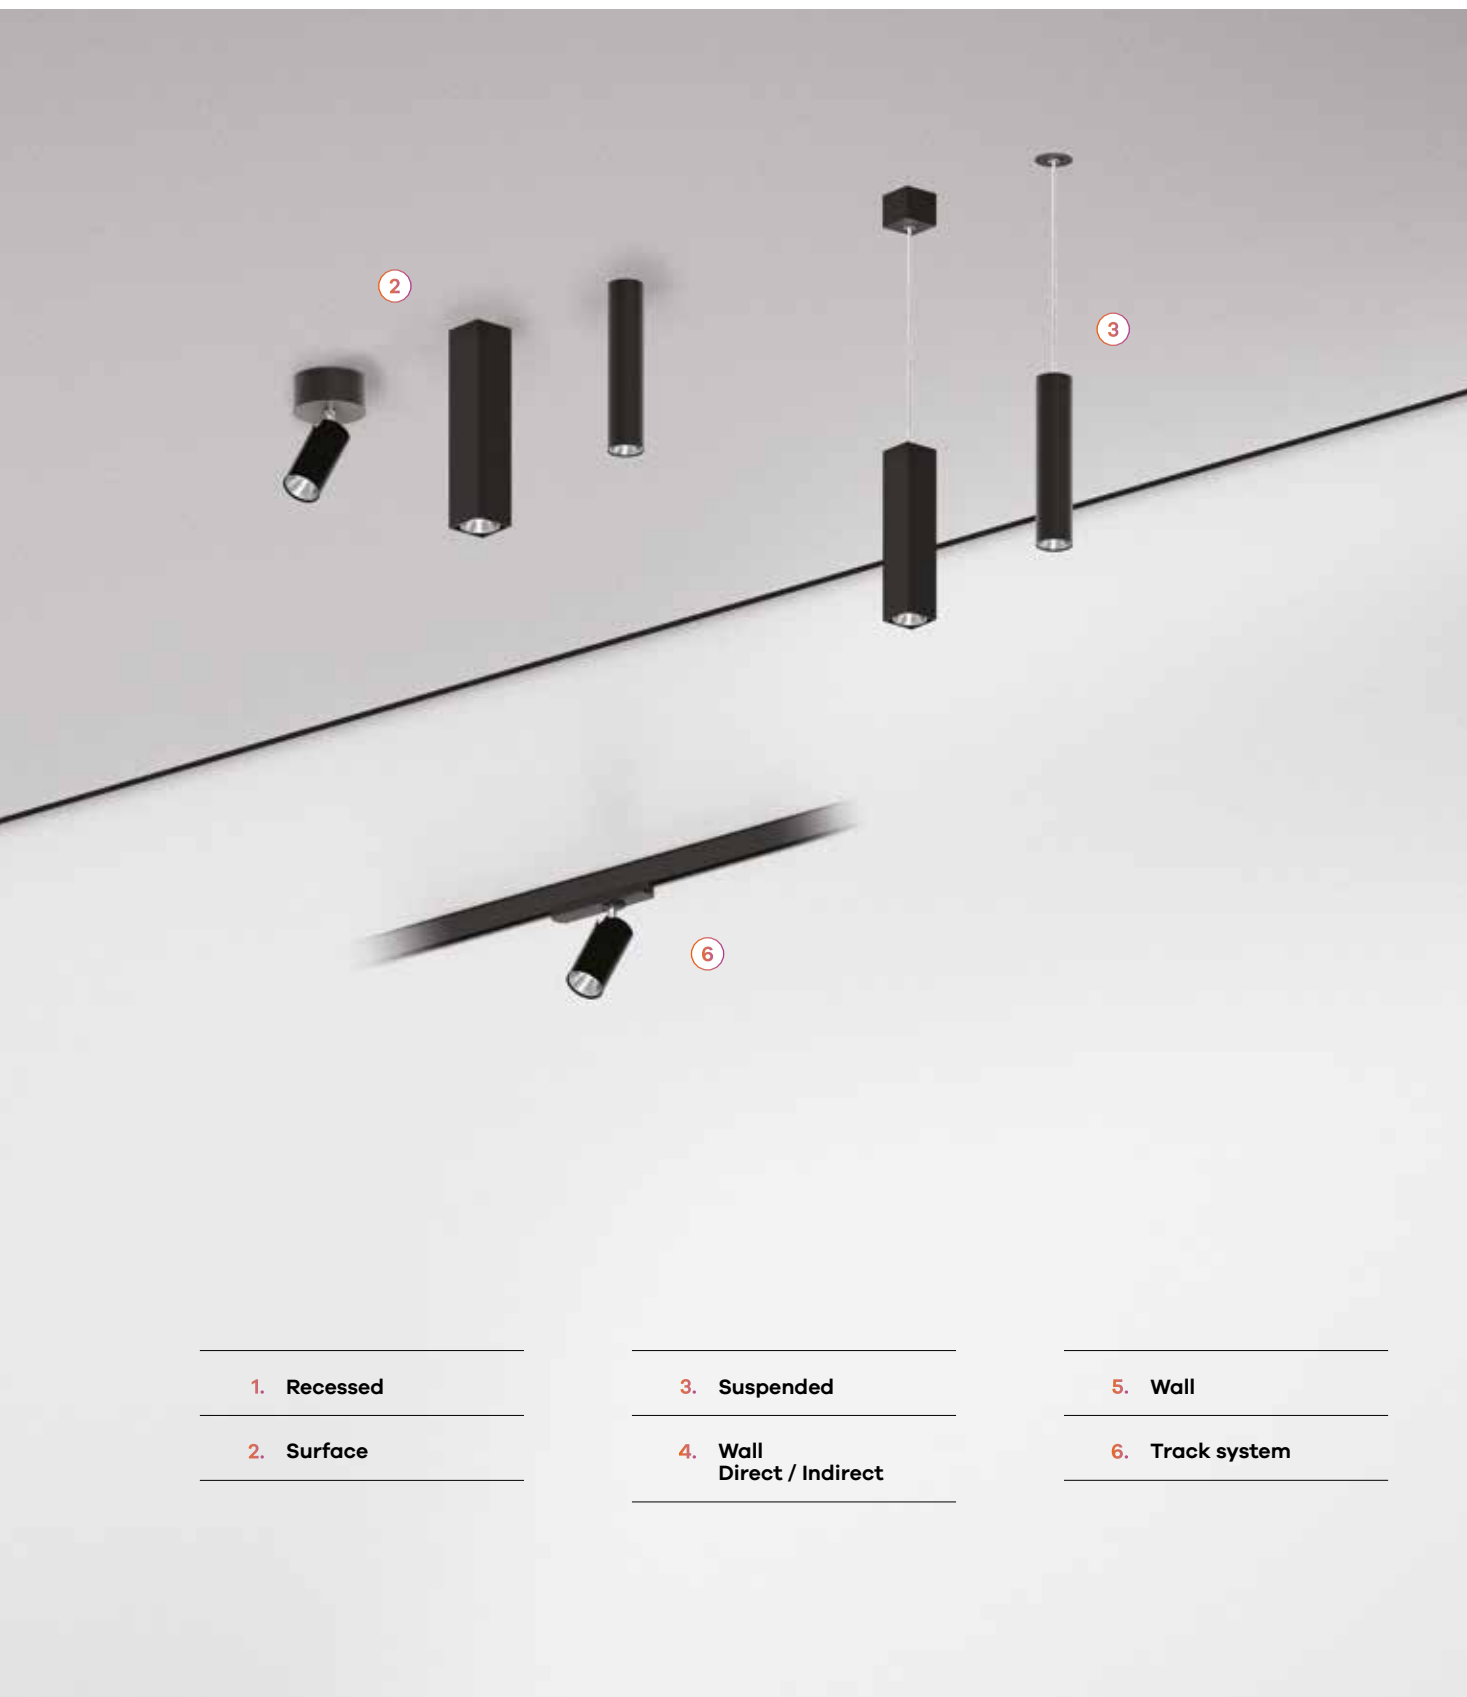 2
3
6
1. Recessed
2. Surface
3. Suspended
4. Wall
Direct / Indirect
5. Wall
6. Track system